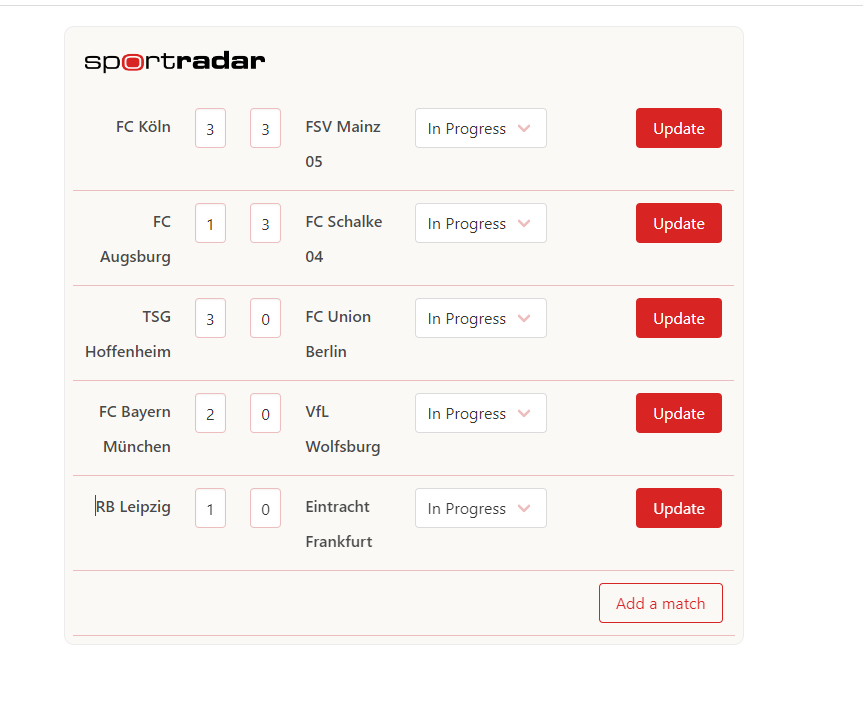 sportradar
FC Köln 3 3 FSV Mainz In Progress Update
05
FC 1 3 FC Schalke In Progress Update
Augsburg 04
TSG 3 0 FC Union In Progress Update
Hoffenheim Berlin
FC Bayern 2 0 VfL In Progress Update
München Wolfsburg
RB Leipzig 1 0 Eintracht In Progress Update
Frankfurt
Add a match